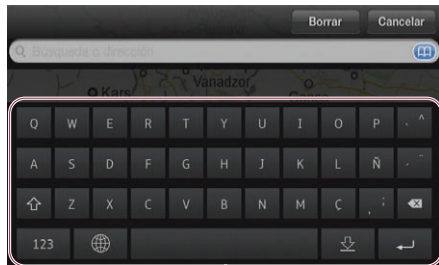 Borrar Cancelar
Búsqueda o dirección
Vanadzor
Kars
Q W E R T Y U I O P . ^
A S D F G H J K L Ñ . ¨
Z X C V B N M Ç , ;
123